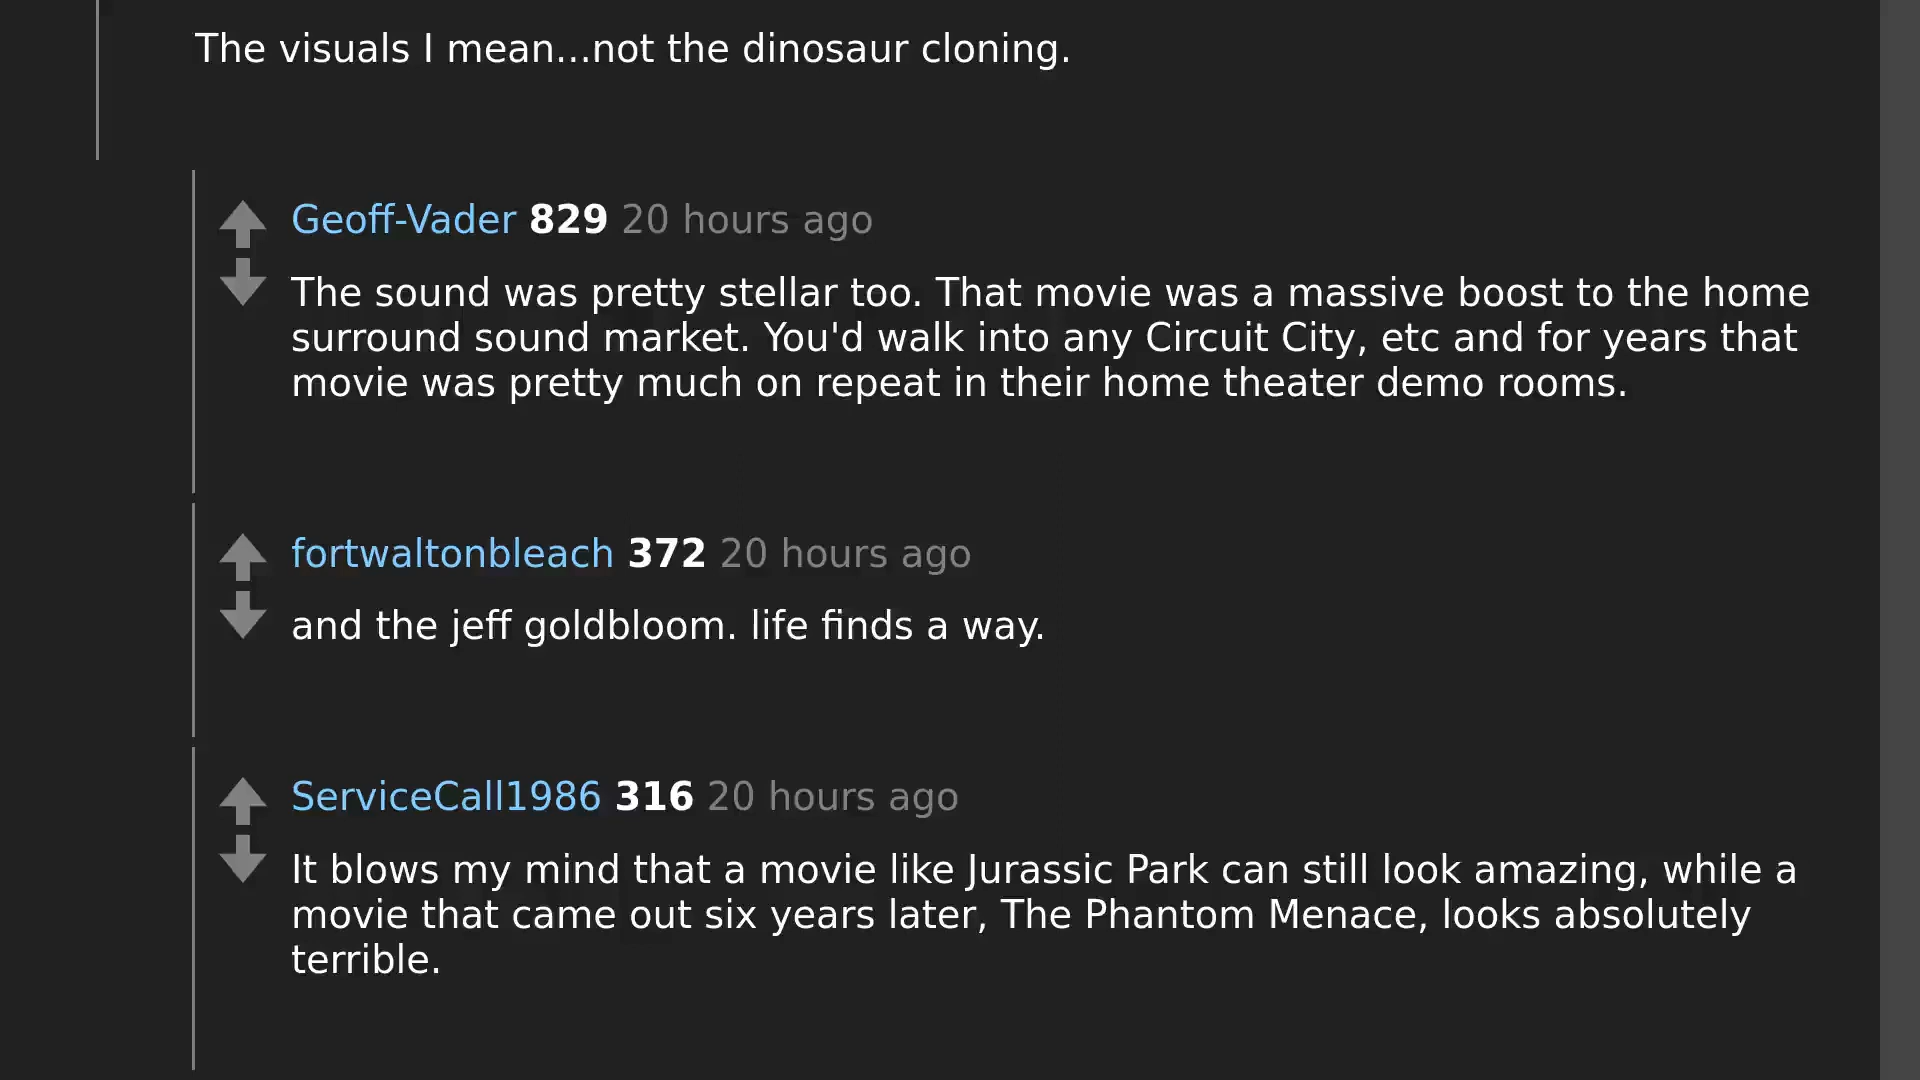 The visuals I mean...not the dinosaur cloning.
Geoff-Vader 829 20 hours ago
The sound was pretty stellar too. That movie was a massive boost to the home
surround sound market. You'd walk into any Circuit City, etc and for years that
movie was pretty much on repeat in their home theater demo rooms.
fortwaltonbleach 372 20 hours ago
and the jeff goldbloom. life finds a way.
ServiceCall1986 316 20 hours ago
It blows my mind that a movie like Jurassic Park can still look amazing, while a
movie that came out six years later, The Phantom Menace, looks absolutely
terrible.